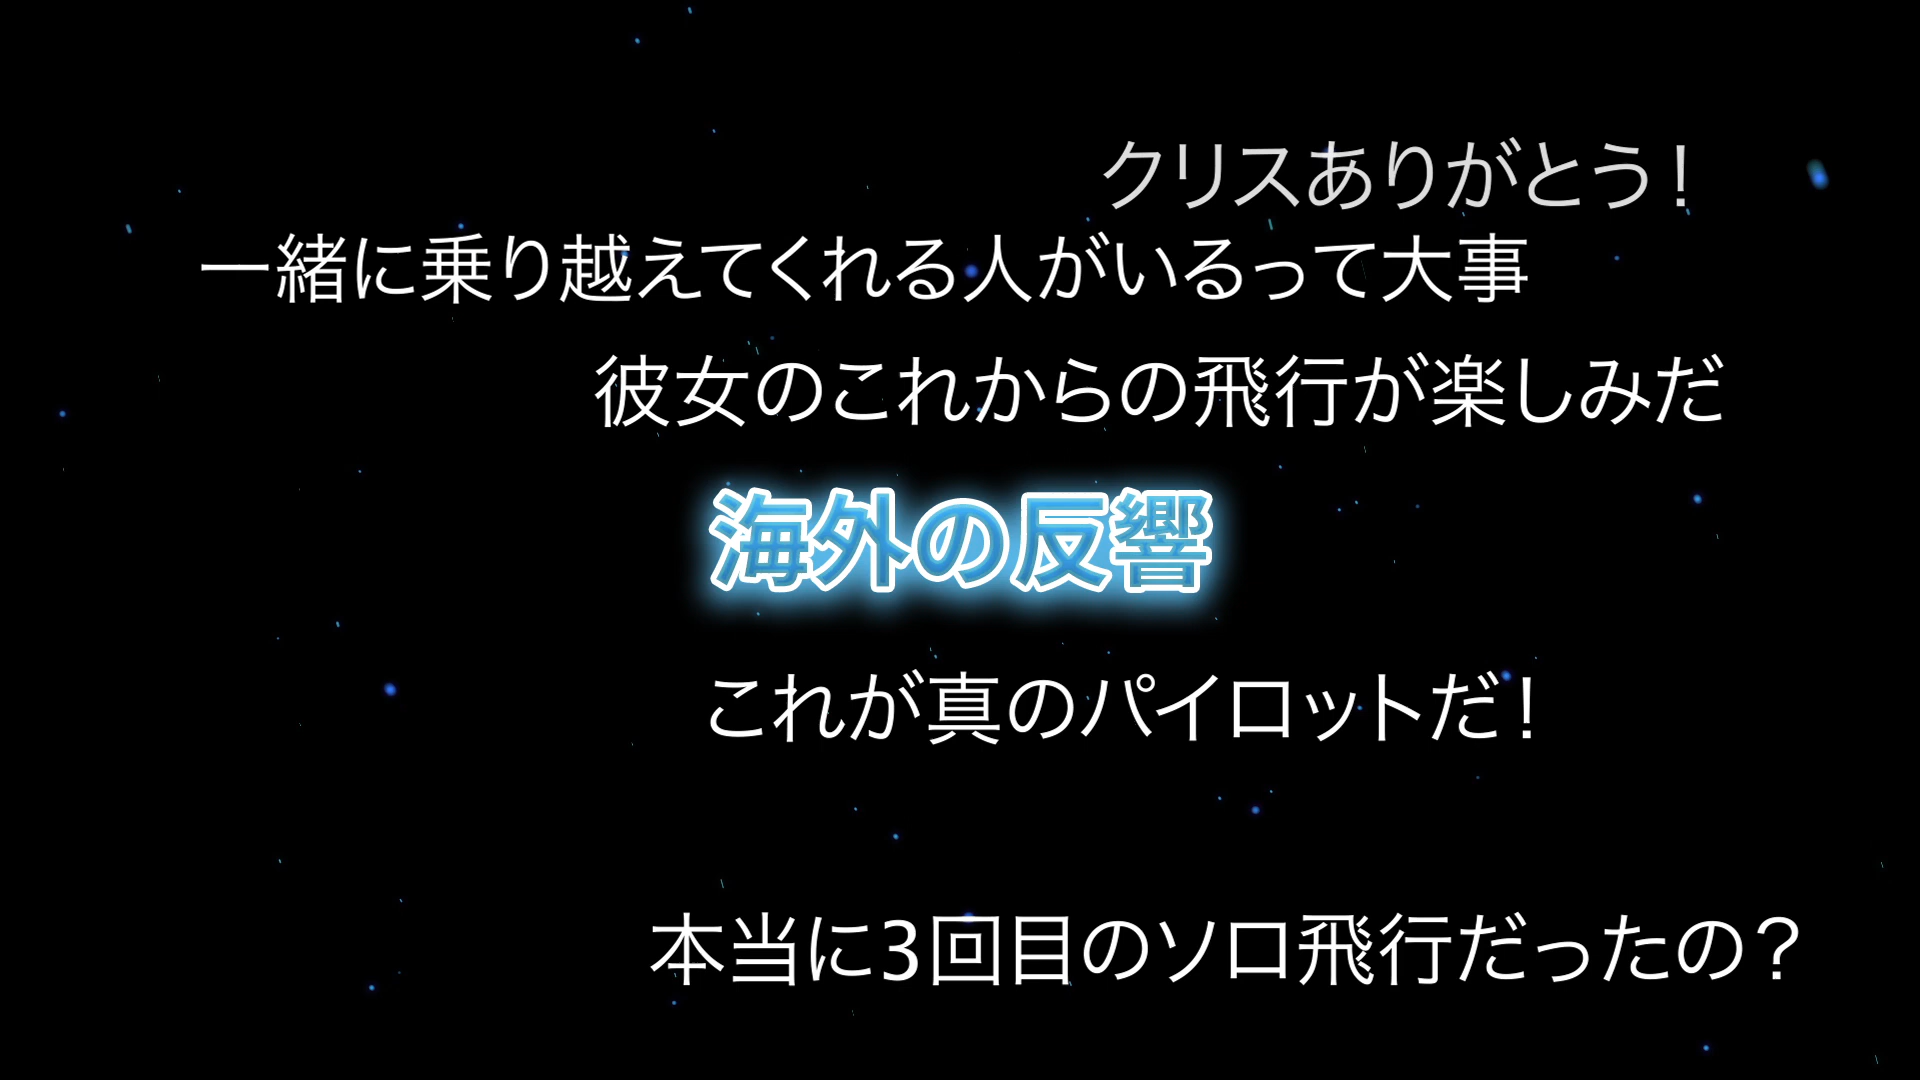 クリスありがとう！
一緒に乗り越えてくれる人がいるって大事
彼女のこれからの飛行が楽しみだ
海外の反響
これが真のパイロットだ！
本当に3回目のソロ飛行だったの？